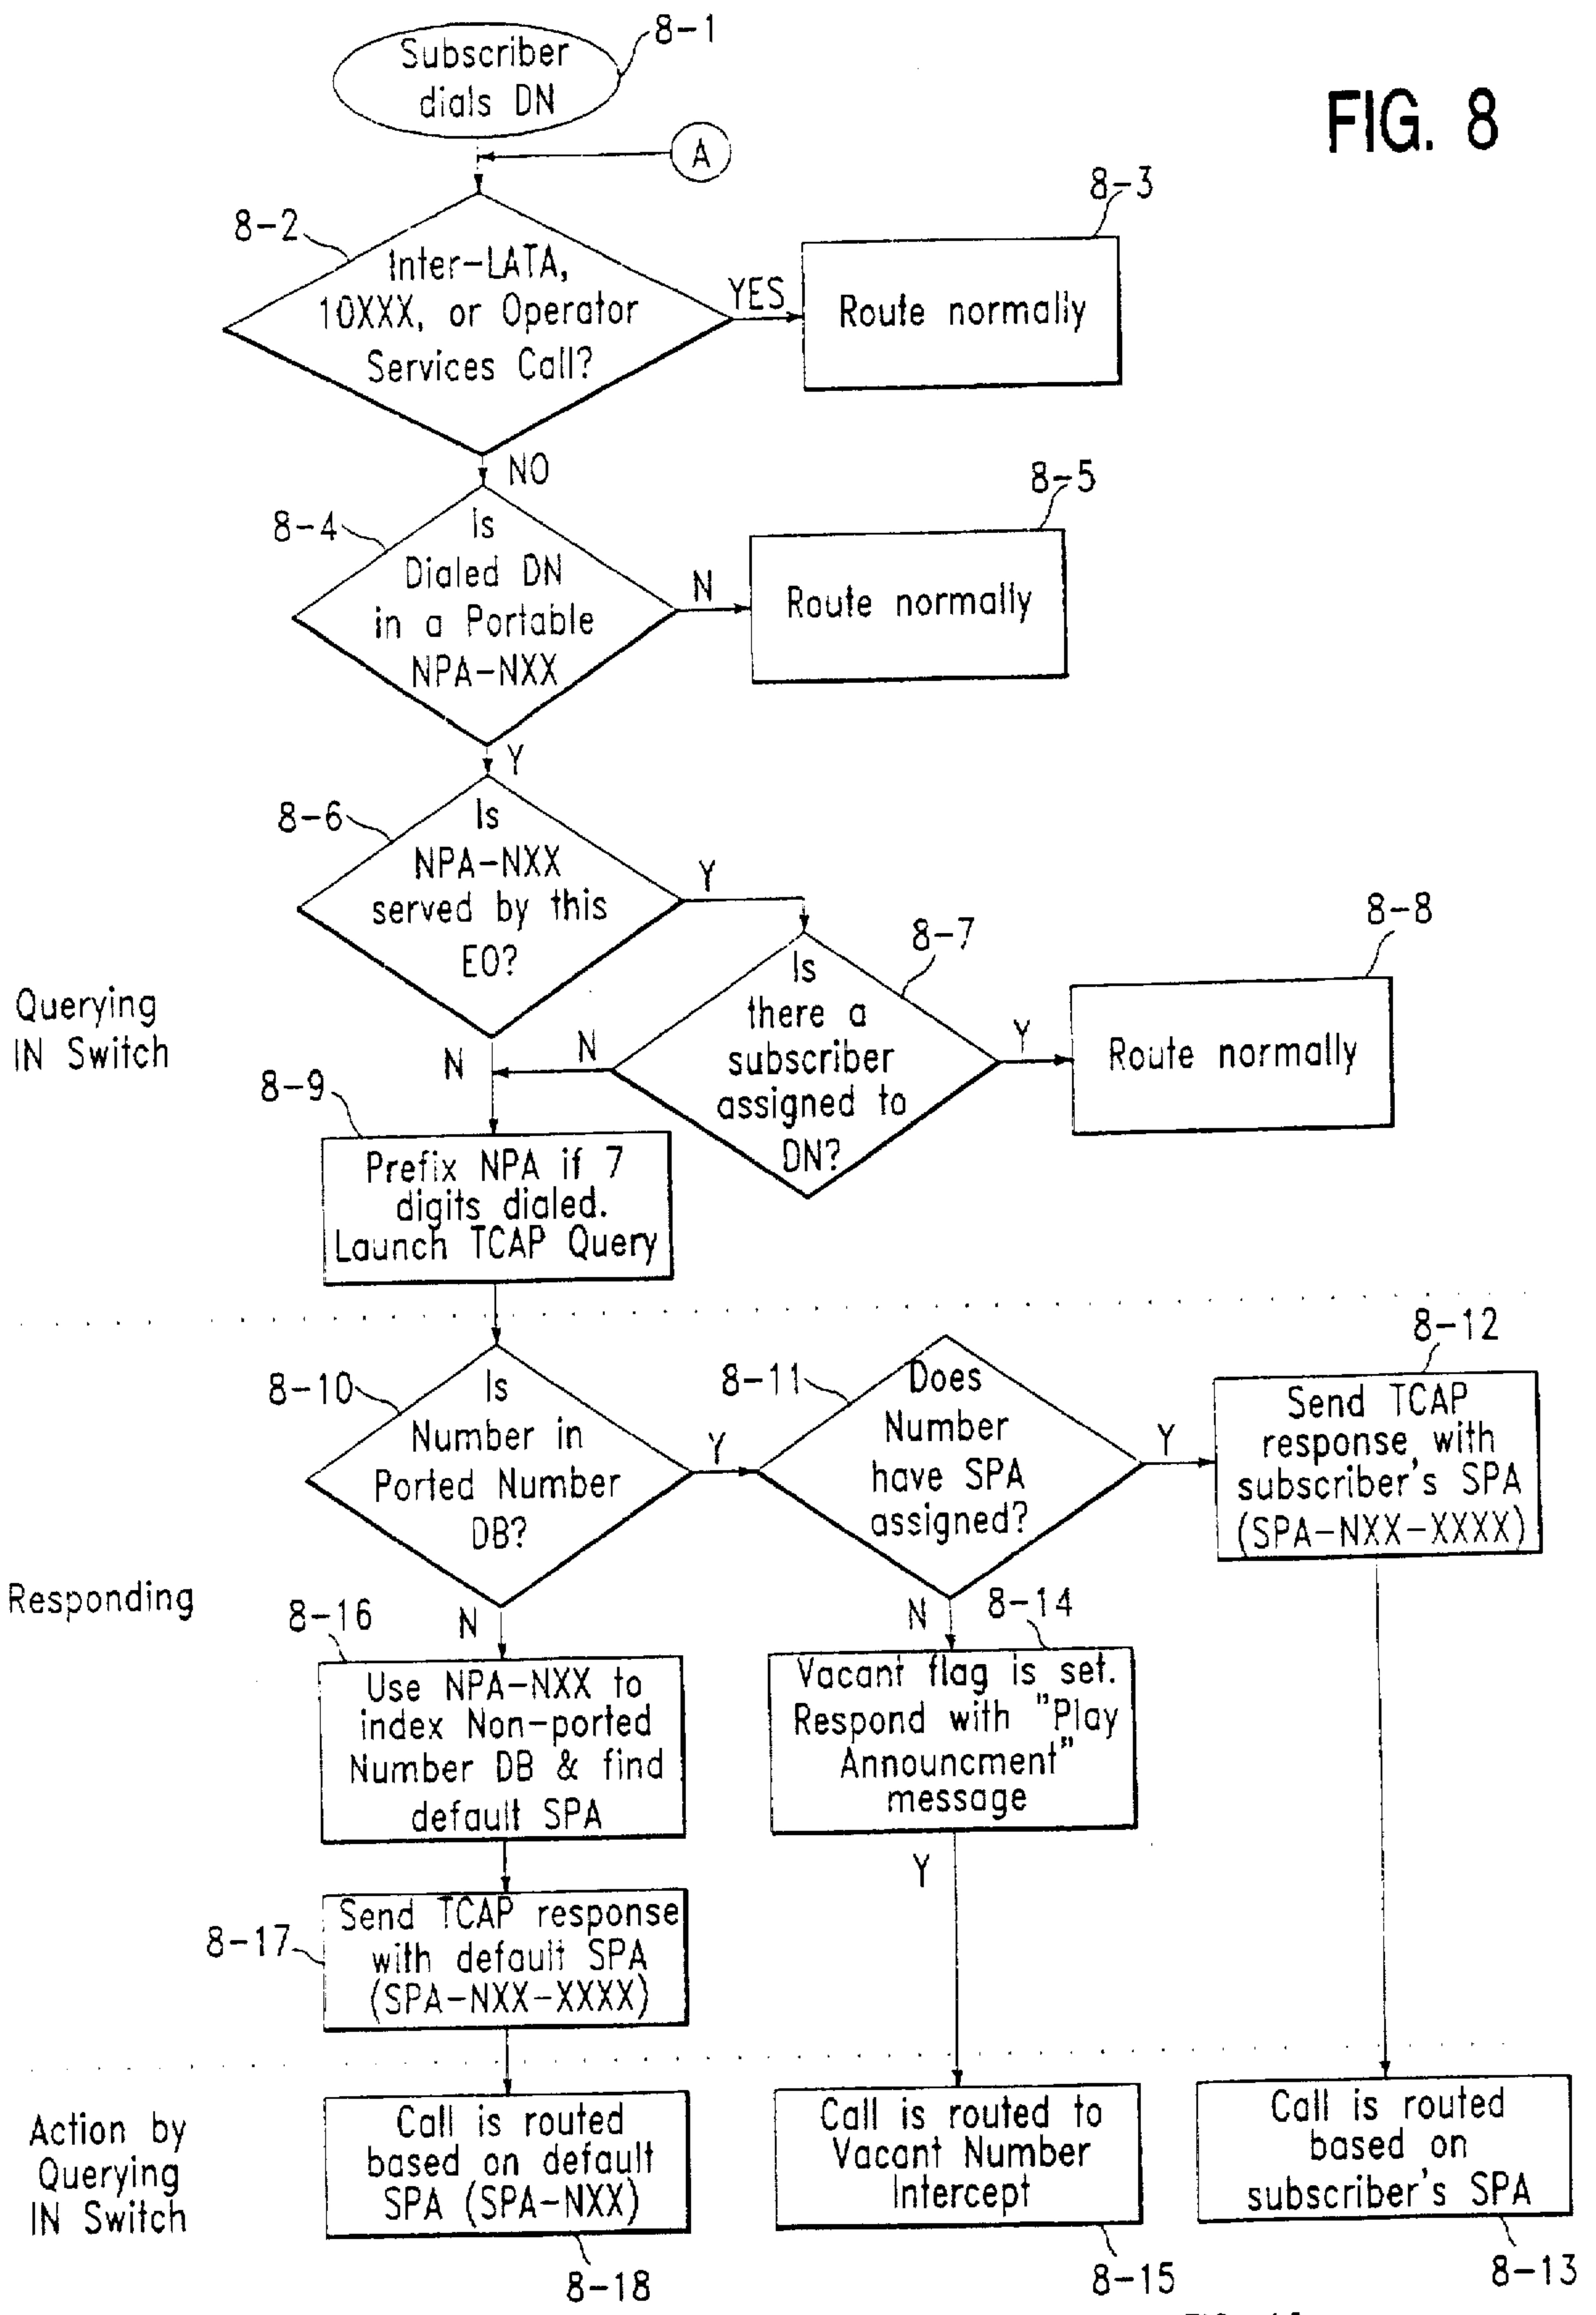 FIG. 8
8-1
Subscriber
dials DN
A
8-2
Inter-LATA,
10XXX, or Operator
Services Call?
YES
8-3
Route normally
NO
8-4
Is
Dialed DN
in a Portable
NPA-NXX
N
8-5
Route normally
Y
8-6
Is
NPA-NXX
served by this
EO?
Y
8-7
Is
there a
subscriber
assigned to
DN?
Y
8-8
Route normally
N
N
Querying
IN Switch
8-9
Prefix NPA if 7
digits dialed.
Launch TCAP Query
8-10
Is
Number in
Ported Number
DB?
Y
8-11
Does
Number
have SPA
assigned?
Y
8-12
Send TCAP
response with
subscriber's SPA
(SPA-NXX-XXXX)
Responding
N
8-16
Use NPA-NXX to
index Non-ported
Number DB & find
default SPA
N
8-14
Vacant flag is set.
Respond with "Play
Announcment"
message
Y
8-17
Send TCAP response
with default SPA
(SPA-NXX-XXXX)
Action by
Querying
IN Switch
Call is routed
based on default
SPA (SPA-NXX)
8-18
Call is routed to
Vacant Number
Intercept
8-15
Call is routed
based on
subscriber's SPA
8-13